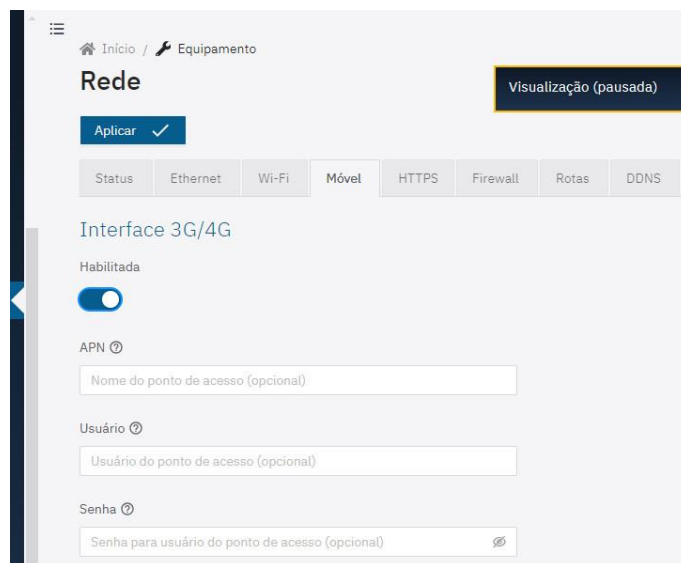 Início / Equipamento
Rede
Visualização (pausada)
Aplicar
Status Ethernet Wi-Fi Móvel HTTPS Firewall Rotas DDNS
Interface 3G/4G
Habilitada
APN
Nome do ponto de acesso (opcional)
Usuário
Usuário do ponto de acesso (opcional)
Senha
Senha para usuário do ponto de acesso (opcional)